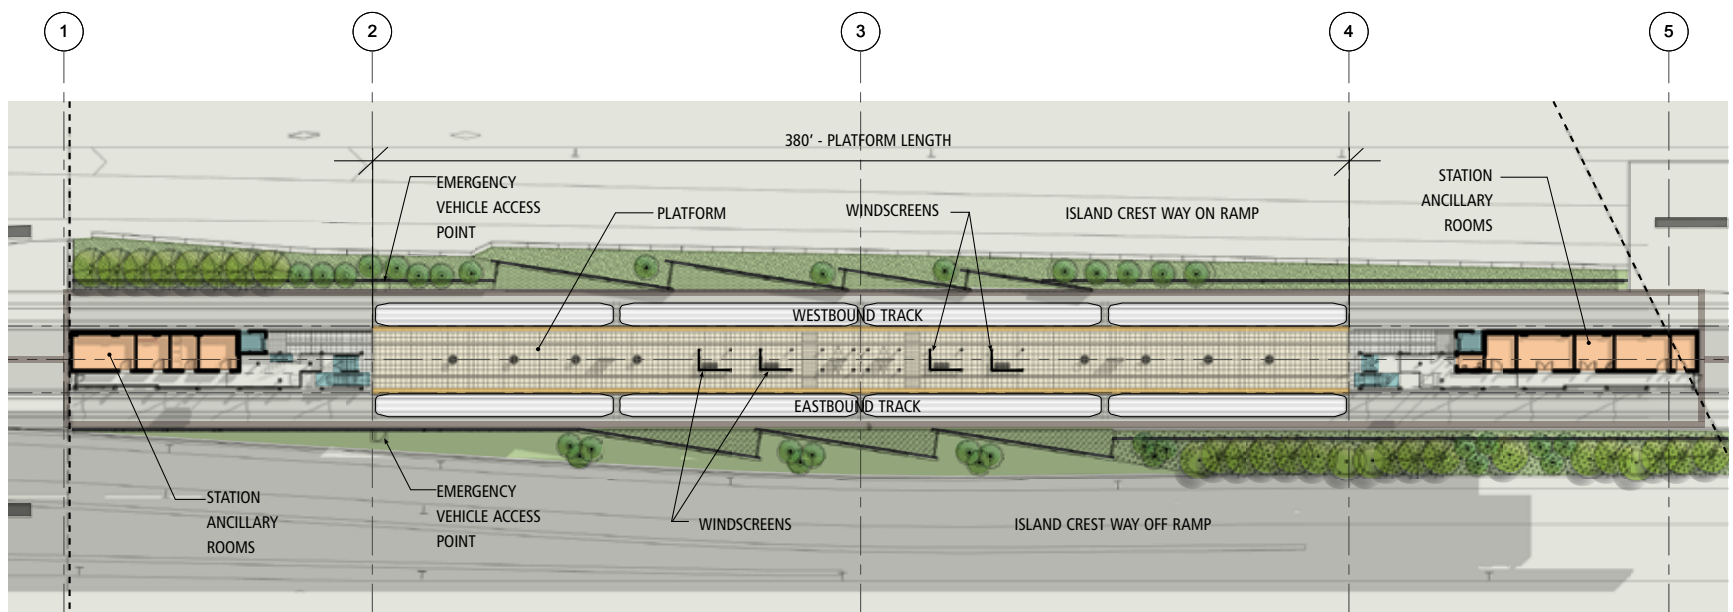 1 2 3 4 5
380' - PLATFORM LENGTH
EMERGENCY
VEHICLE ACCESS
POINT
PLATFORM
WINDSCREENS
ISLAND CREST WAY ON RAMP
STATION
ANCILLARY
ROOMS
WESTBOUND TRACK
EASTBOUND TRACK
STATION
ANCILLARY
ROOMS
EMERGENCY
VEHICLE ACCESS
POINT
WINDSCREENS
ISLAND CREST WAY OFF RAMP